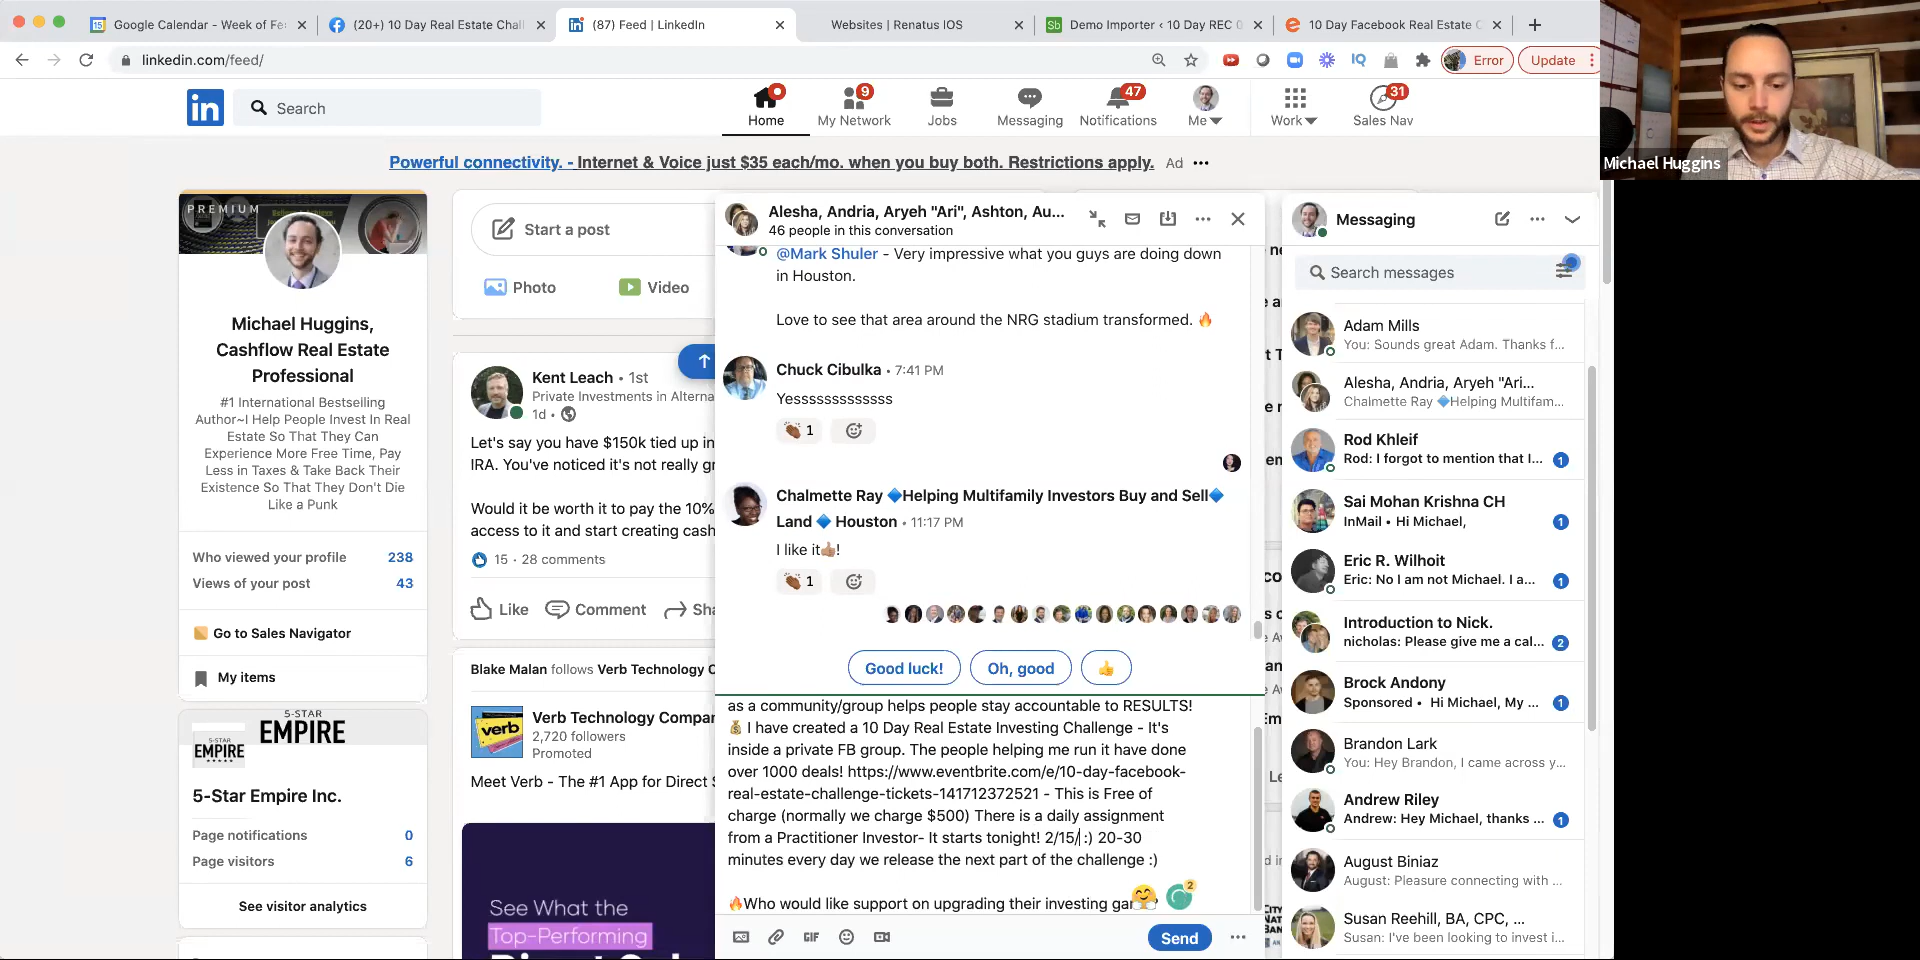 Google Calendar - Week of Fe
(20+) 10 Day Real Estate Chal
(87) Feed | LinkedIn
Websites | Renatus IOS
Demo Importer ‹ 10 Day REC
10 Day Facebook Real Estate C
linkedin.com/feed/
Error
Update
Search
Home
9
My Network
Jobs
Messaging
47
Notifications
Me
Work
31
Sales Nav
Michael Huggins
Powerful connectivity. - Internet & Voice just $35 each/mo. when you buy both. Restrictions apply.
Ad
PREMIUM
Michael Huggins,
Cashflow Real Estate
Professional
#1 International Bestselling
Author~I Help People Invest In Real
Estate So That They Can
Experience More Free Time, Pay
Less in Taxes & Take Back Their
Existence So That They Don't Die
Like a Punk
Who viewed your profile 238
Views of your post 43
Go to Sales Navigator
My items
5-STAR
EMPIRE
5-STAR
EMPIRE
5-Star Empire Inc.
Page notifications 0
Page visitors 6
See visitor analytics
Start a post
Photo
Video
Kent Leach • 1st
Private Investments in Alterna
1d •
Let's say you have $150k tied up in
IRA. You've noticed it's not really gr
Would it be worth it to pay the 10%
access to it and start creating cash
15 · 28 comments
Like
Comment
Sha
Blake Malan follows Verb Technology C
verb
Verb Technology Compar
2,720 followers
Promoted
Meet Verb - The #1 App for Direct S
See What the
Top-Performing
Alesha, Andria, Aryeh "Ari", Ashton, Au...
46 people in this conversation
@Mark Shuler - Very impressive what you guys are doing down
in Houston.
Love to see that area around the NRG stadium transformed. 🔥
Chuck Cibulka • 7:41 PM
Yesssssssssssss
👏🏾 1
Chalmette Ray 🔷Helping Multifamily Investors Buy and Sell🔷
Land 🔷 Houston • 11:17 PM
I like it👍🏽!
👏🏾 1
Good luck!
Oh, good
👍
as a community/group helps people stay accountable to RESULTS!
💰 I have created a 10 Day Real Estate Investing Challenge - It's
inside a private FB group. The people helping me run it have done
over 1000 deals! https://www.eventbrite.com/e/10-day-facebook-
real-estate-challenge-tickets-141712372521 - This is Free of
charge (normally we charge $500) There is a daily assignment
from a Practitioner Investor- It starts tonight! 2/15/ :) 20-30
minutes every day we release the next part of the challenge :)
🔥Who would like support on upgrading their investing ga
2
GIF
Send
Messaging
Search messages
Adam Mills
You: Sounds great Adam. Thanks f...
Alesha, Andria, Aryeh "Ari...
Chalmette Ray 🔷Helping Multifam...
Rod Khleif
Rod: I forgot to mention that I...
1
Sai Mohan Krishna CH
InMail • Hi Michael,
1
Eric R. Wilhoit
Eric: No I am not Michael. I a...
1
Introduction to Nick.
nicholas: Please give me a cal...
2
Brock Andony
Sponsored • Hi Michael, My ...
1
Brandon Lark
You: Hey Brandon, I came across y...
Andrew Riley
Andrew: Hey Michael, thanks ...
1
August Biniaz
August: Pleasure connecting with ...
Susan Reehill, BA, CPC, ...
Susan: I've been looking to invest i...